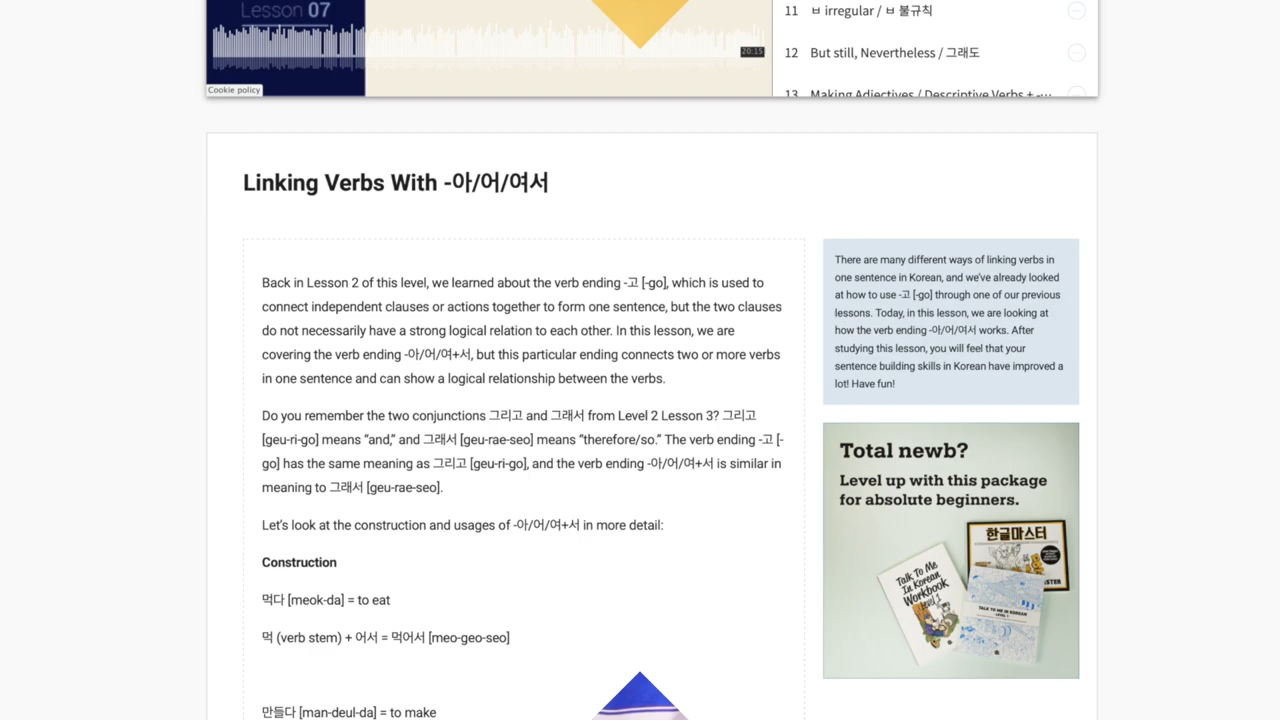 Lesson 07
20:15
Cookie policy
11 ㅂ irregular / ㅂ 불규칙
12 But still, Nevertheless / 그래도
13 Making Adjectives / Descriptive Verbs + -...
Linking Verbs With -아/어/여서
Back in Lesson 2 of this level, we learned about the verb ending -고 [-go], which is used to
connect independent clauses or actions together to form one sentence, but the two clauses
do not necessarily have a strong logical relation to each other. In this lesson, we are
covering the verb ending -아/어/여+서, but this particular ending connects two or more verbs
in one sentence and can show a logical relationship between the verbs.
Do you remember the two conjunctions 그리고 and 그래서 from Level 2 Lesson 3? 그리고
[geu-ri-go] means “and,” and 그래서 [geu-rae-seo] means “therefore/so.” The verb ending -고 [-
go] has the same meaning as 그리고 [geu-ri-go], and the verb ending -아/어/여+서 is similar in
meaning to 그래서 [geu-rae-seo].
Let’s look at the construction and usages of -아/어/여+서 in more detail:
Construction
먹다 [meok-da] = to eat
먹 (verb stem) + 어서 = 먹어서 [meo-geo-seo]
만들다 [man-deul-da] = to make
There are many different ways of linking verbs in
one sentence in Korean, and we’ve already looked
at how to use -고 [-go] through one of our previous
lessons. Today, in this lesson, we are looking at
how the verb ending -아/어/여서 works. After
studying this lesson, you will feel that your
sentence building skills in Korean have improved a
lot! Have fun!
Total newb?
Level up with this package
for absolute beginners.
한글마스터
Talk To Me
In Korean
Workbook
Level 1
TALK TO ME IN KOREAN
LEVEL 1